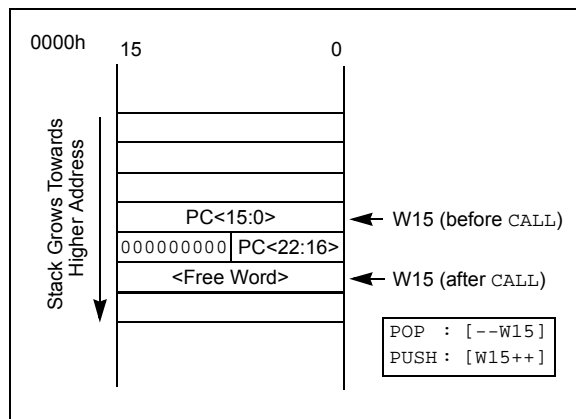 0000h
15 0
Stack Grows Towards
Higher Address
PC<15:0>
W15 (before CALL)
000000000 PC<22:16>
<Free Word>
W15 (after CALL)
POP : [--W15]
PUSH : [W15++]